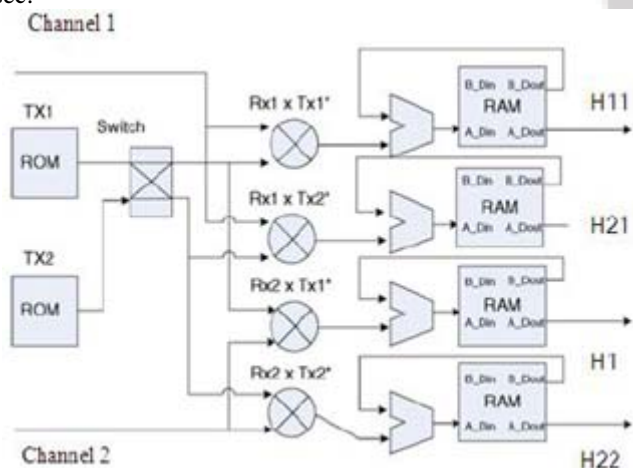 Channel 1
TX1
ROM
Switch
TX2
ROM
Rx1 x Tx1*
Rx1 x Tx2*
Rx2 x Tx1*
Rx2 x Tx2*
B_Din B_Dout
RAM
A_Din A_Dout
H11
B_Din B_Dout
RAM
A_Din A_Dout
H21
B_Din B_Dout
RAM
A_Din A_Dout
H1
B_Din B_Dout
RAM
A_Din A_Dout
H22
Channel 2